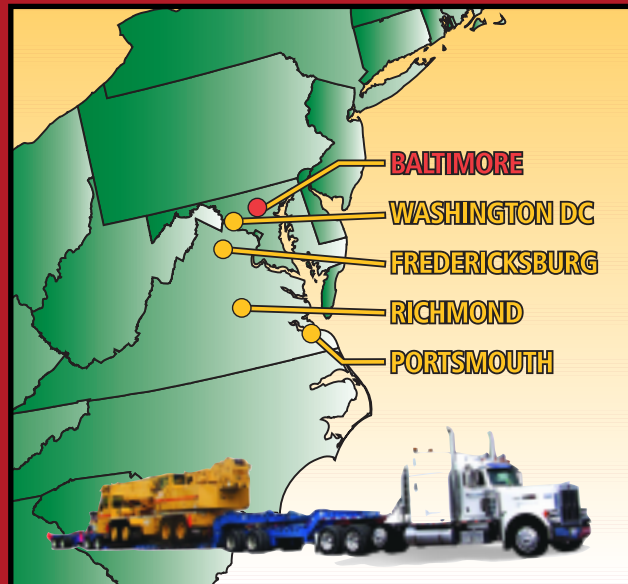 BALTIMORE
WASHINGTON DC
FREDERICKSBURG
RICHMOND
PORTSMOUTH